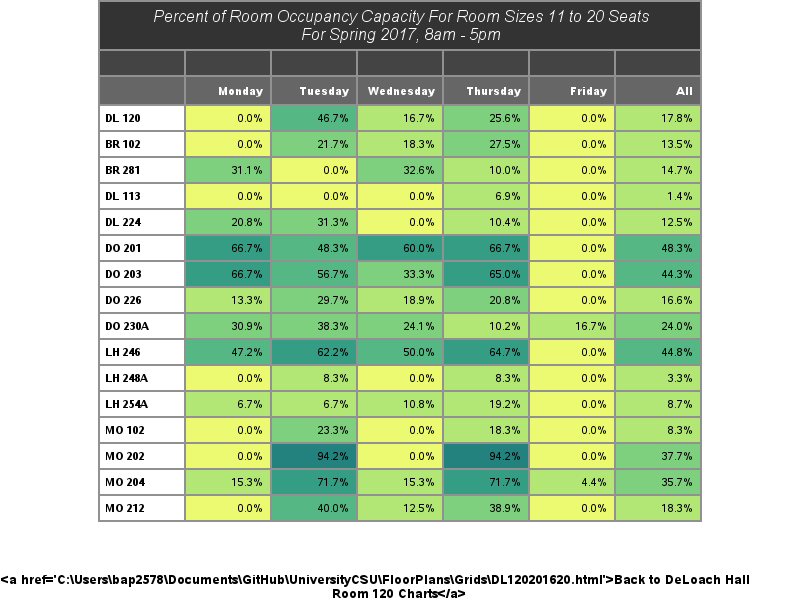 Percent of Room Occupancy Capacity For Room Sizes 11 to 20 Seats
For Spring 2017, 8am - 5pm
Monday Tuesday Wednesday Thursday Friday All
DL 120 0.0% 46.7% 16.7% 25.6% 0.0% 17.8%
BR 102 0.0% 21.7% 18.3% 27.5% 0.0% 13.5%
BR 281 31.1% 0.0% 32.6% 10.0% 0.0% 14.7%
DL 113 0.0% 0.0% 0.0% 6.9% 0.0% 1.4%
DL 224 20.8% 31.3% 0.0% 10.4% 0.0% 12.5%
DO 201 66.7% 48.3% 60.0% 66.7% 0.0% 48.3%
DO 203 66.7% 56.7% 33.3% 65.0% 0.0% 44.3%
DO 226 13.3% 29.7% 18.9% 20.8% 0.0% 16.6%
DO 230A 30.9% 38.3% 24.1% 10.2% 16.7% 24.0%
LH 246 47.2% 62.2% 50.0% 64.7% 0.0% 44.8%
LH 248A 0.0% 8.3% 0.0% 8.3% 0.0% 3.3%
LH 254A 6.7% 6.7% 10.8% 19.2% 0.0% 8.7%
MO 102 0.0% 23.3% 0.0% 18.3% 0.0% 8.3%
MO 202 0.0% 94.2% 0.0% 94.2% 0.0% 37.7%
MO 204 15.3% 71.7% 15.3% 71.7% 4.4% 35.7%
MO 212 0.0% 40.0% 12.5% 38.9% 0.0% 18.3%
<a href='C:\Users\bap2578\Documents\GitHub\UniversityCSU\FloorPlans\Grids\DL120201620.html'>Back to DeLoach Hall
Room 120 Charts</a>